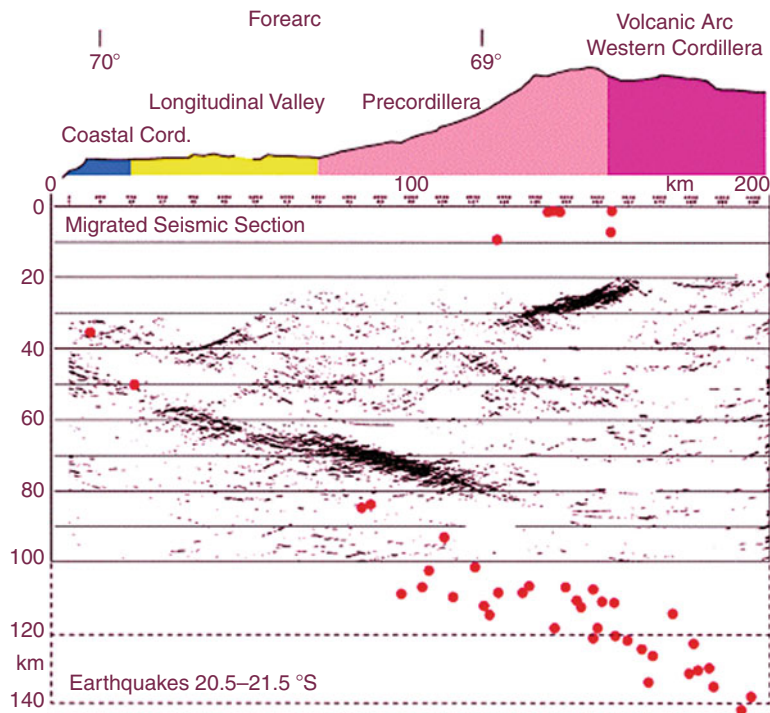 Forearc
Volcanic Arc
Western Cordillera
70°
69°
Longitudinal Valley
Precordillera
Coastal Cord.
0
100
km
200
0
Migrated Seismic Section
20
40
60
80
100
120
km
140
Earthquakes 20.5–21.5 °S